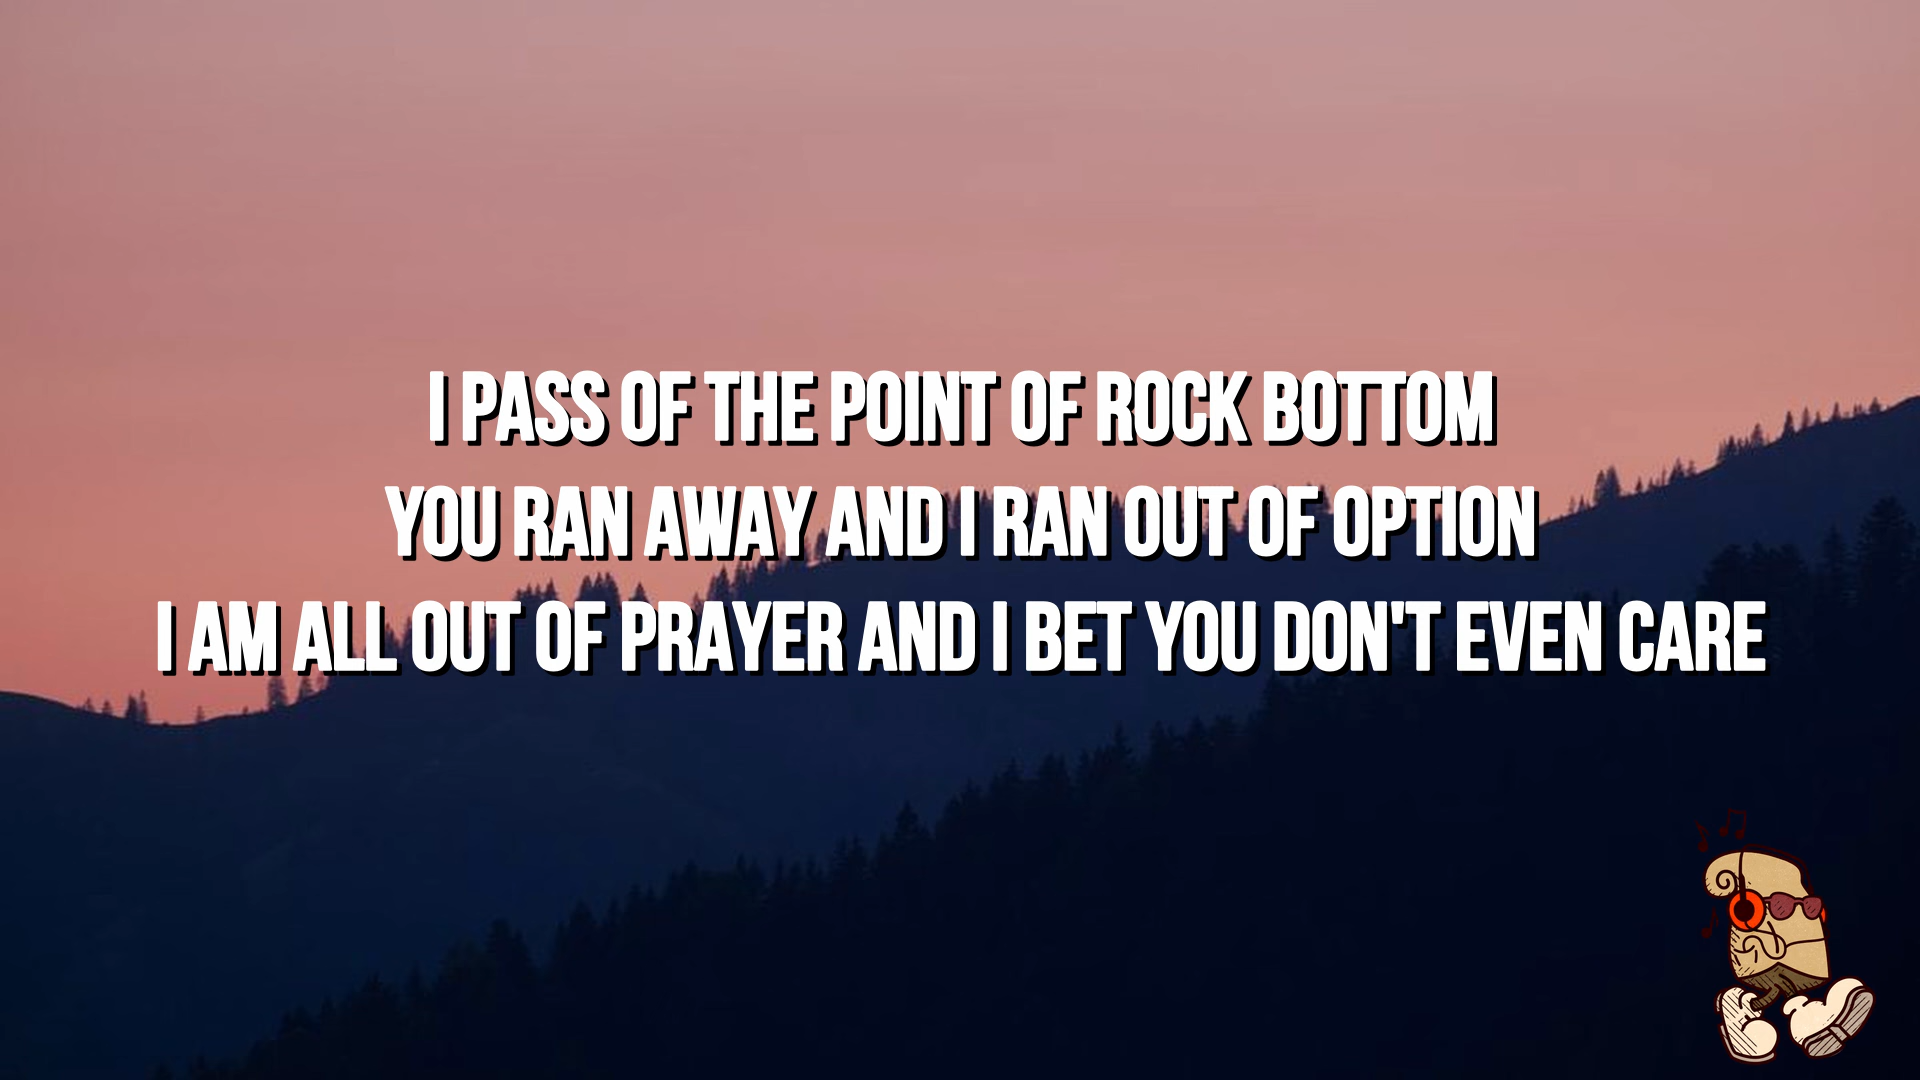 I PASS OF THE POINT OF ROCK BOTTOM
YOU RAN AWAY AND I RAN OUT OF OPTION
I AM ALL OUT OF PRAYER AND I BET YOU DON'T EVEN CARE